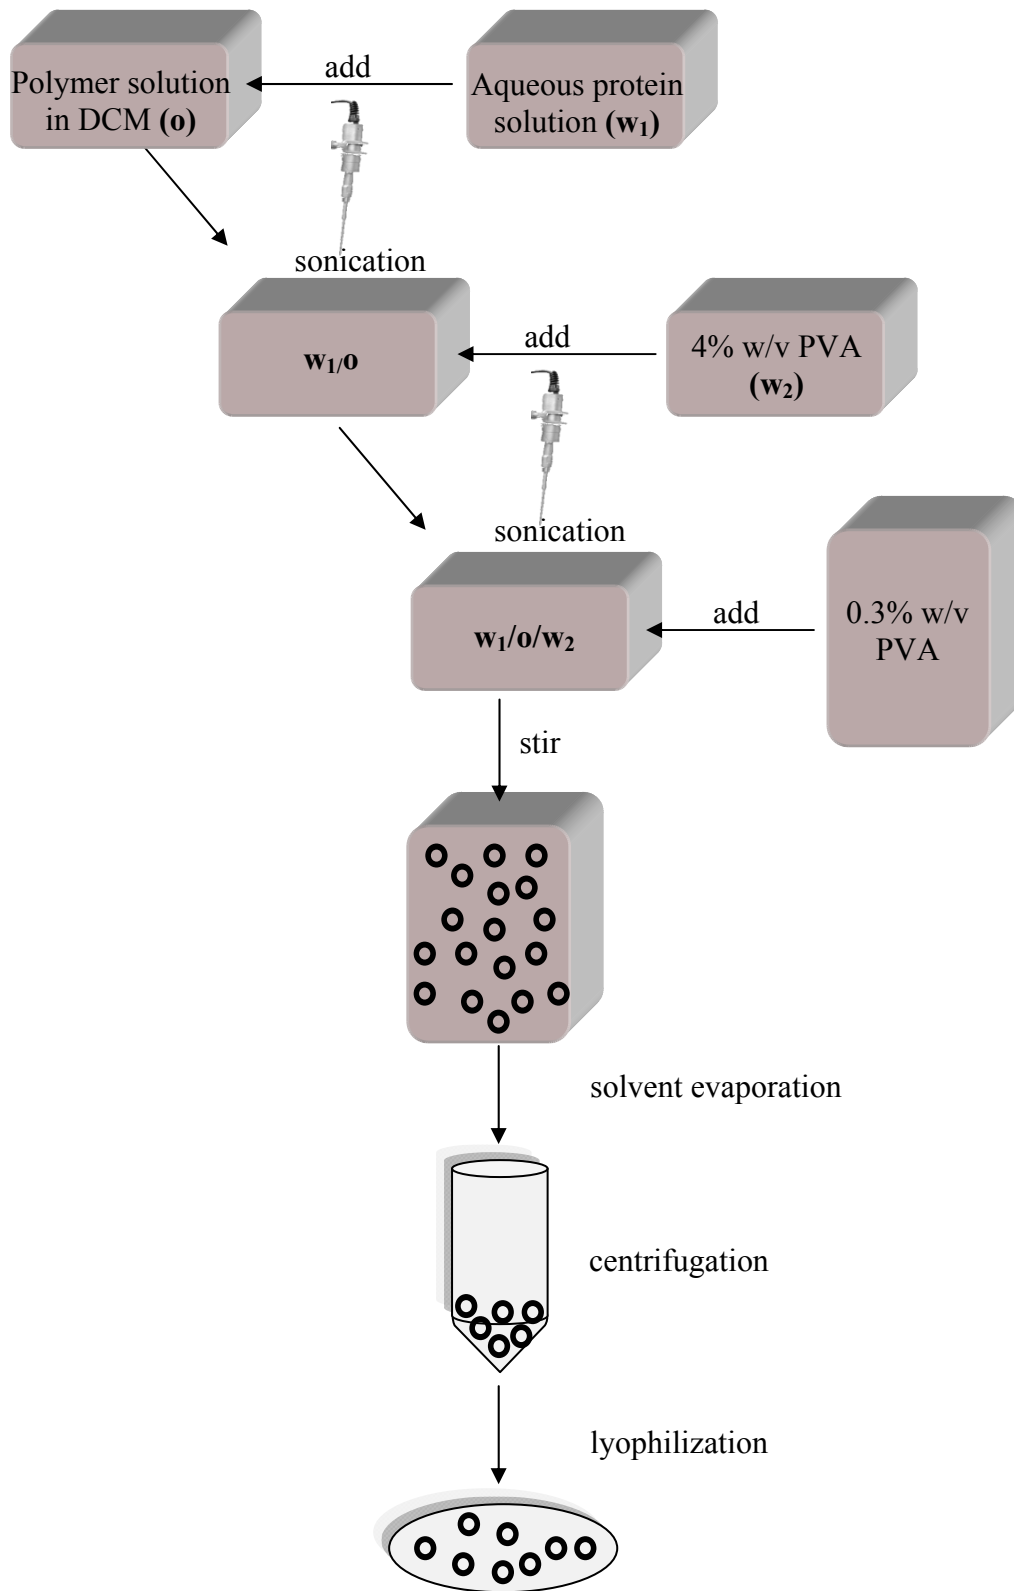 Polymer solution
in DCM (o)
add
Aqueous protein
solution (w₁)
sonication
w₁/o
add
4% w/v PVA
(w₂)
sonication
w₁/o/w₂
add
0.3% w/v
PVA
stir
solvent evaporation
centrifugation
lyophilization